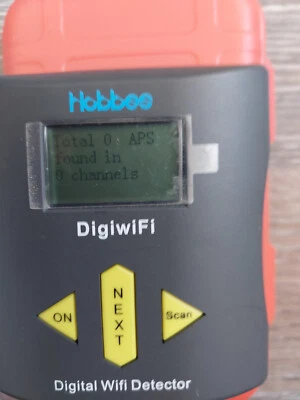 Hobbes
Total 0 APS
found in
0 channels
DigiwiFi
ON
NEXT
Scan
Digital Wifi Detector